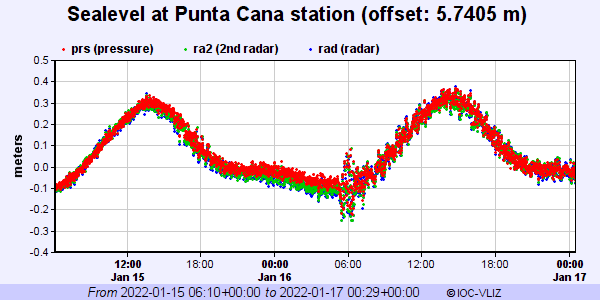 Sealevel at Punta Cana station (offset: 5.7405 m)
prs (pressure) ra2 (2nd radar) rad (radar)
meters
0.5
0.4
0.3
0.2
0.1
0.0
-0.1
-0.2
-0.3
-0.4
12:00 18:00 00:00 06:00 12:00 18:00 00:00
Jan 15 Jan 16 Jan 17
From 2022-01-15 06:10+00:00 to 2022-01-17 00:29+00:00 © IOC-VLIZ